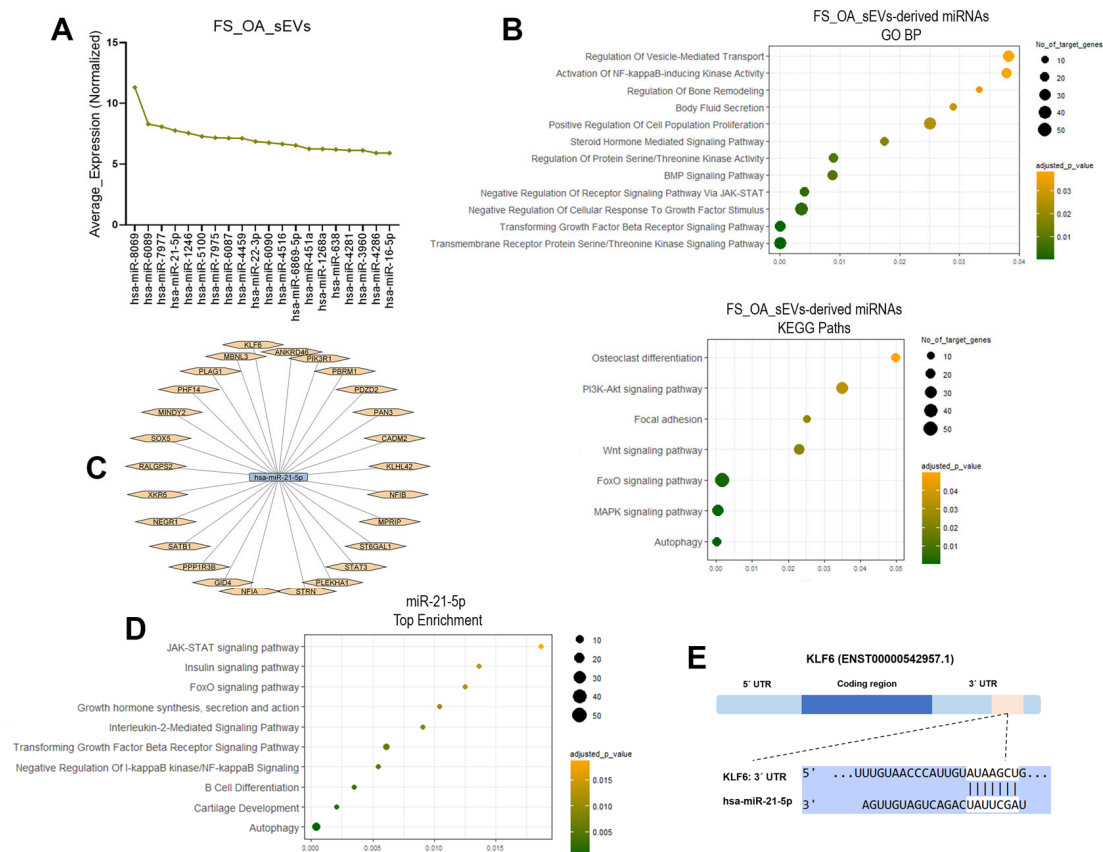 A
FS_OA_sEVs
Average_Expression (Normalized)
15
10
5
0
hsa-miR-8069
hsa-miR-6089
hsa-miR-7977
hsa-miR-21-5p
hsa-miR-1246
hsa-miR-5100
hsa-miR-7975
hsa-miR-6087
hsa-miR-4459
hsa-miR-22-3p
hsa-miR-6090
hsa-miR-4516
hsa-miR-6869-5p
hsa-miR-451a
hsa-miR-1268a
hsa-miR-638
hsa-miR-4281
hsa-miR-3960
hsa-miR-4286
hsa-miR-16-5p
B
FS_OA_sEVs-derived miRNAs
GO BP
Regulation Of Vesicle-Mediated Transport
Activation Of NF-kappaB-inducing Kinase Activity
Regulation Of Bone Remodeling
Body Fluid Secretion
Positive Regulation Of Cell Population Proliferation
Steroid Hormone Mediated Signaling Pathway
Regulation Of Protein Serine/Threonine Kinase Activity
BMP Signaling Pathway
Negative Regulation Of Receptor Signaling Pathway Via JAK-STAT
Negative Regulation Of Cellular Response To Growth Factor Stimulus
Transforming Growth Factor Beta Receptor Signaling Pathway
Transmembrane Receptor Protein Serine/Threonine Kinase Signaling Pathway
0.00 0.01 0.02 0.03 0.04
No_of_target_genes
10
20
30
40
50
adjusted_p_value
0.03
0.02
0.01
FS_OA_sEVs-derived miRNAs
KEGG Paths
Osteoclast differentiation
PI3K-Akt signaling pathway
Focal adhesion
Wnt signaling pathway
FoxO signaling pathway
MAPK signaling pathway
Autophagy
0.00 0.01 0.02 0.03 0.04 0.05
No_of_target_genes
10
20
30
40
50
adjusted_p_value
0.04
0.03
0.02
0.01
C
KLF6
ANKRD46
MBNL3
PIK3R1
PLAG1
PBRM1
PHF14
PDZD2
MINDY2
PAN3
SOX5
CADM2
RALGPS2
KLHL42
hsa-miR-21-5p
XKR6
NFIB
NEGR1
MPRIP
SATB1
ST6GAL1
PPP1R3B
STAT3
GID4
PLEKHA1
NFIA
STRN
D
miR-21-5p
Top Enrichment
JAK-STAT signaling pathway
Insulin signaling pathway
FoxO signaling pathway
Growth hormone synthesis, secretion and action
Interleukin-2-Mediated Signaling Pathway
Transforming Growth Factor Beta Receptor Signaling Pathway
Negative Regulation Of I-kappaB kinase/NF-kappaB Signaling
B Cell Differentiation
Cartilage Development
Autophagy
0.000 0.005 0.010 0.015
10
20
30
40
50
adjusted_p_value
0.015
0.010
0.005
E
KLF6 (ENST00000542957.1)
5´ UTR Coding region 3´ UTR
KLF6: 3´ UTR 5' ...UUUGUAACCCAUUGUAUAAGCUG...
hsa-miR-21-5p 3' AGUUGUAGUCAGACUAUUCGAU